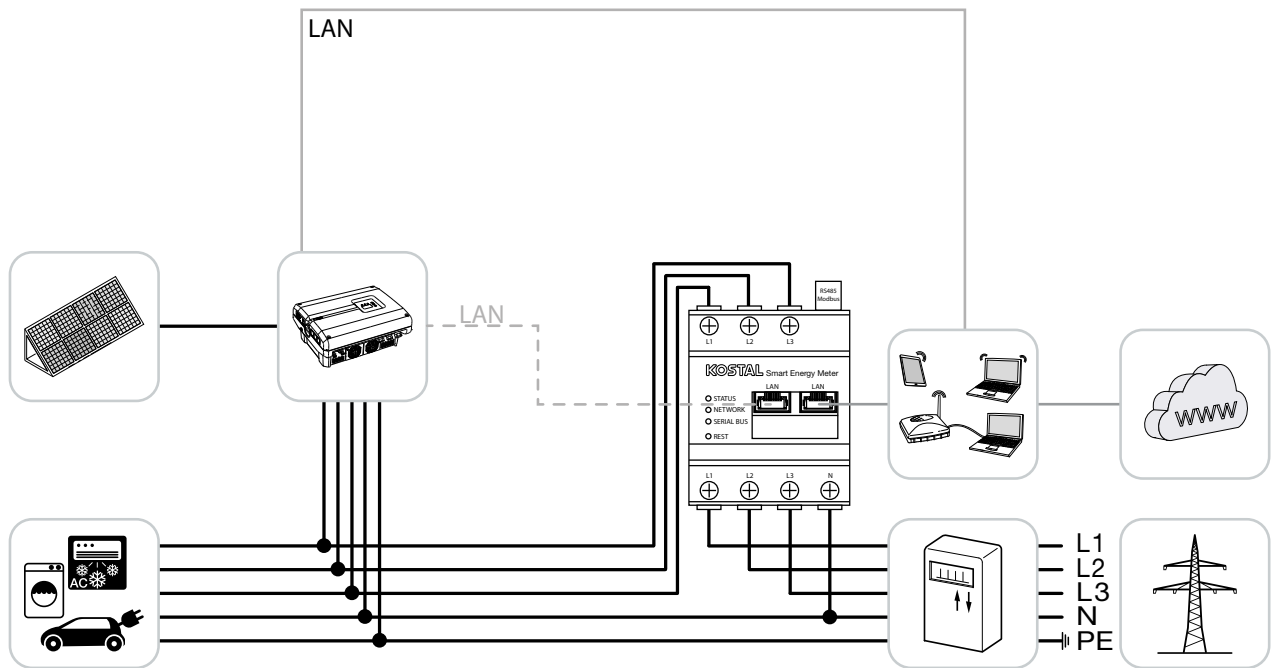 LAN
LAN
RS485
Modbus
L1 L2 L3
KOSTAL Smart Energy Meter
LAN LAN
STATUS
NETWORK
SERIAL BUS
REST
L1 L2 L3 N
WWW
AC
L1
L2
L3
N
PE